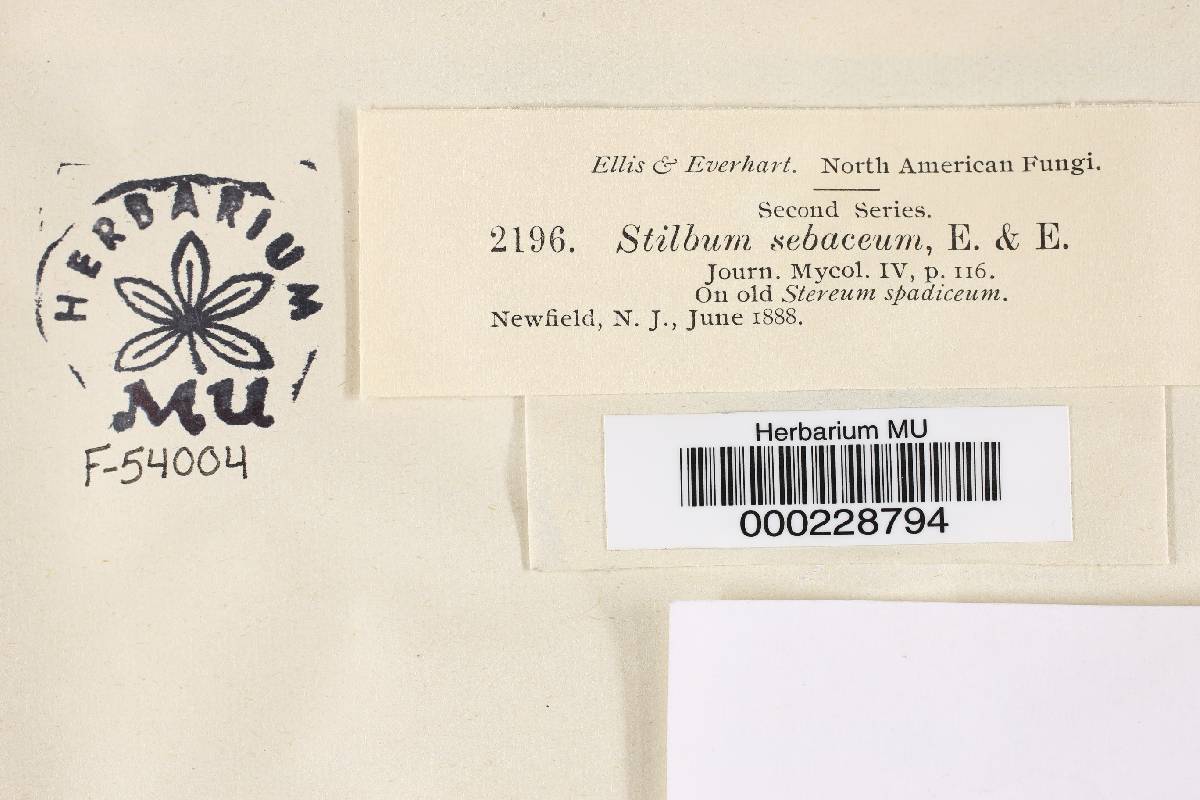 Ellis & Everhart. North American Fungi.
Second Series.
2196. Stilbum sebaceum, E. & E.
Journ. Mycol. IV, p. 116.
On old Stereum spadiceum.
Newfield, N. J., June 1888.
HERBARIUM
MU
F-54004
Herbarium MU
000228794